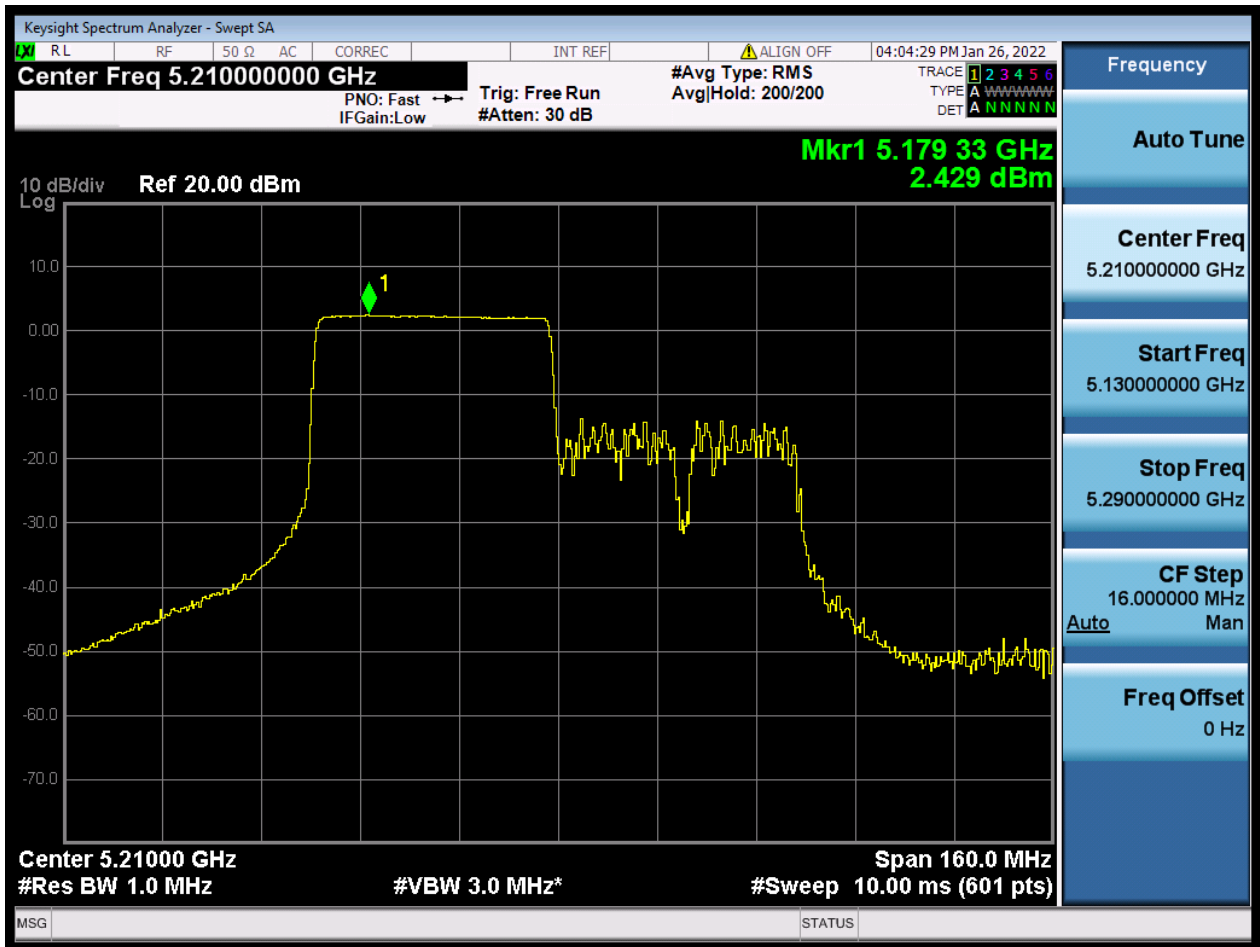 Keysight Spectrum Analyzer - Swept SA
LXI RL RF 50 Ω AC CORREC INT REF ALIGN OFF 04:04:29 PM Jan 26, 2022
Center Freq 5.210000000 GHz
PNO: Fast
IFGain:Low
Trig: Free Run
#Atten: 30 dB
#Avg Type: RMS
Avg|Hold: 200/200
TRACE 1 2 3 4 5 6
TYPE A WWWWW
DET A N N N N N
Mkr1 5.179 33 GHz
2.429 dBm
10 dB/div Ref 20.00 dBm
Log
10.0
0.00
-10.0
-20.0
-30.0
-40.0
-50.0
-60.0
-70.0
1
Center 5.21000 GHz Span 160.0 MHz
#Res BW 1.0 MHz #VBW 3.0 MHz* #Sweep 10.00 ms (601 pts)
MSG STATUS
Frequency
Auto Tune
Center Freq
5.210000000 GHz
Start Freq
5.130000000 GHz
Stop Freq
5.290000000 GHz
CF Step
16.000000 MHz
Auto Man
Freq Offset
0 Hz